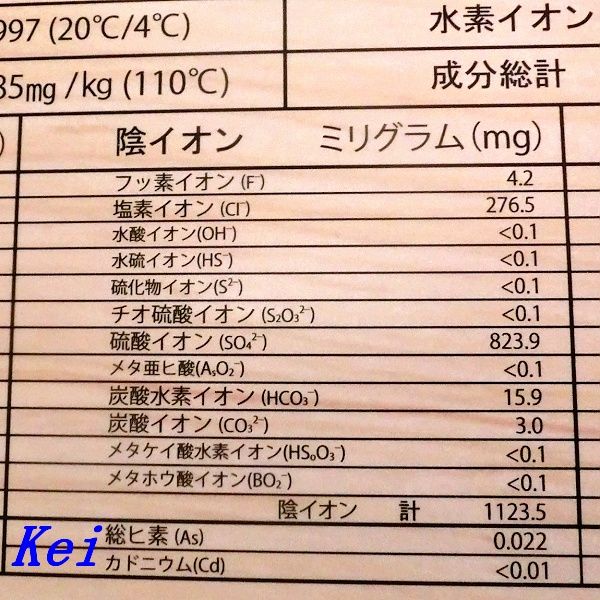 997 (20℃/4℃) 水素イオン
35mg/kg (110℃) 成分総計
) 陰イオン ミリグラム(mg)
フッ素イオン (F⁻) 4.2
塩素イオン (Cl⁻) 276.5
水酸イオン(OH⁻) <0.1
水硫イオン(HS⁻) <0.1
硫化物イオン(S²⁻) <0.1
チオ硫酸イオン (S₂O₃²⁻) <0.1
硫酸イオン (SO₄²⁻) 823.9
メタ亜ヒ酸(AₛO₂⁻) <0.1
炭酸水素イオン (HCO₃⁻) 15.9
炭酸イオン (CO₃²⁻) 3.0
メタケイ酸水素イオン(HSₒO₃⁻) <0.1
メタホウ酸イオン(BO₂⁻) <0.1
陰イオン 計 1123.5
総ヒ素 (As) 0.022
カドニウム(Cd) <0.01
Kei